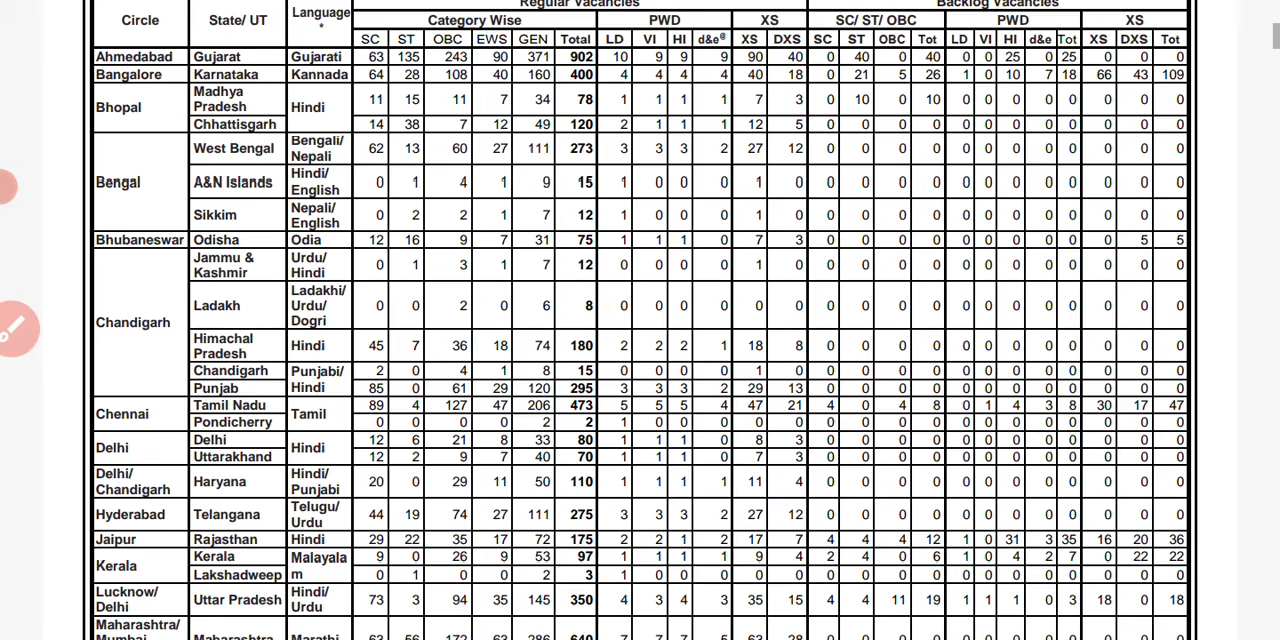 Regular Vacancies Backlog Vacancies
Circle State/ UT Language * Category Wise PWD XS SC/ ST/ OBC PWD XS
SC ST OBC EWS GEN Total LD VI HI d&e@ XS DXS SC ST OBC Tot LD VI HI d&e Tot XS DXS Tot
Ahmedabad Gujarat Gujarati 63 135 243 90 371 902 10 9 9 9 90 40 0 40 0 40 0 0 25 0 25 0 0 0
Bangalore Karnataka Kannada 64 28 108 40 160 400 4 4 4 4 40 18 0 21 5 26 1 0 10 7 18 66 43 109
Bhopal Madhya Pradesh Hindi 11 15 11 7 34 78 1 1 1 1 7 3 0 10 0 10 0 0 0 0 0 0 0 0
Chhattisgarh 14 38 7 12 49 120 2 1 1 1 12 5 0 0 0 0 0 0 0 0 0 0 0 0
Bengal West Bengal Bengali/ Nepali 62 13 60 27 111 273 3 3 3 2 27 12 0 0 0 0 0 0 0 0 0 0 0 0
A&N Islands Hindi/ English 0 1 4 1 9 15 1 0 0 0 1 0 0 0 0 0 0 0 0 0 0 0 0 0
Sikkim Nepali/ English 0 2 2 1 7 12 1 0 0 0 1 0 0 0 0 0 0 0 0 0 0 0 0 0
Bhubaneswar Odisha Odia 12 16 9 7 31 75 1 1 1 0 7 3 0 0 0 0 0 0 0 0 0 0 5 5
Chandigarh Jammu & Kashmir Urdu/ Hindi 0 1 3 1 7 12 0 0 0 0 1 0 0 0 0 0 0 0 0 0 0 0 0 0
Ladakh Ladakhi/ Urdu/ Dogri 0 0 2 0 6 8 0 0 0 0 0 0 0 0 0 0 0 0 0 0 0 0 0 0
Himachal Pradesh Hindi 45 7 36 18 74 180 2 2 2 1 18 8 0 0 0 0 0 0 0 0 0 0 0 0
Chandigarh Punjabi/ Hindi 2 0 4 1 8 15 0 0 0 0 1 0 0 0 0 0 0 0 0 0 0 0 0 0
Punjab 85 0 61 29 120 295 3 3 3 2 29 13 0 0 0 0 0 0 0 0 0 0 0 0
Chennai Tamil Nadu Tamil 89 4 127 47 206 473 5 5 5 4 47 21 4 0 4 8 0 1 4 3 8 30 17 47
Pondicherry 0 0 0 0 2 2 1 0 0 0 0 0 0 0 0 0 0 0 0 0 0 0 0 0
Delhi Delhi Hindi 12 6 21 8 33 80 1 1 1 0 8 3 0 0 0 0 0 0 0 0 0 0 0 0
Uttarakhand 12 2 9 7 40 70 1 1 1 0 7 3 0 0 0 0 0 0 0 0 0 0 0 0
Delhi/ Chandigarh Haryana Hindi/ Punjabi 20 0 29 11 50 110 1 1 1 1 11 4 0 0 0 0 0 0 0 0 0 0 0 0
Hyderabad Telangana Telugu/ Urdu 44 19 74 27 111 275 3 3 3 2 27 12 0 0 0 0 0 0 0 0 0 0 0 0
Jaipur Rajasthan Hindi 29 22 35 17 72 175 2 2 1 2 17 7 4 4 4 12 1 0 31 3 35 16 20 36
Kerala Kerala Malayalam 9 0 26 9 53 97 1 1 1 1 9 4 2 4 0 6 1 0 4 2 7 0 22 22
Lakshadweep 0 1 0 0 2 3 1 0 0 0 0 0 0 0 0 0 0 0 0 0 0 0 0 0
Lucknow/ Delhi Uttar Pradesh Hindi/ Urdu 73 3 94 35 145 350 4 3 4 3 35 15 4 4 11 19 1 1 1 0 3 18 0 18
Maharashtra/ Mumbai Maharashtra Marathi 63 56 172 63 286 640 7 7 7 5 63 28 0 0 0 0 0 0 0 0 0 0 0 0